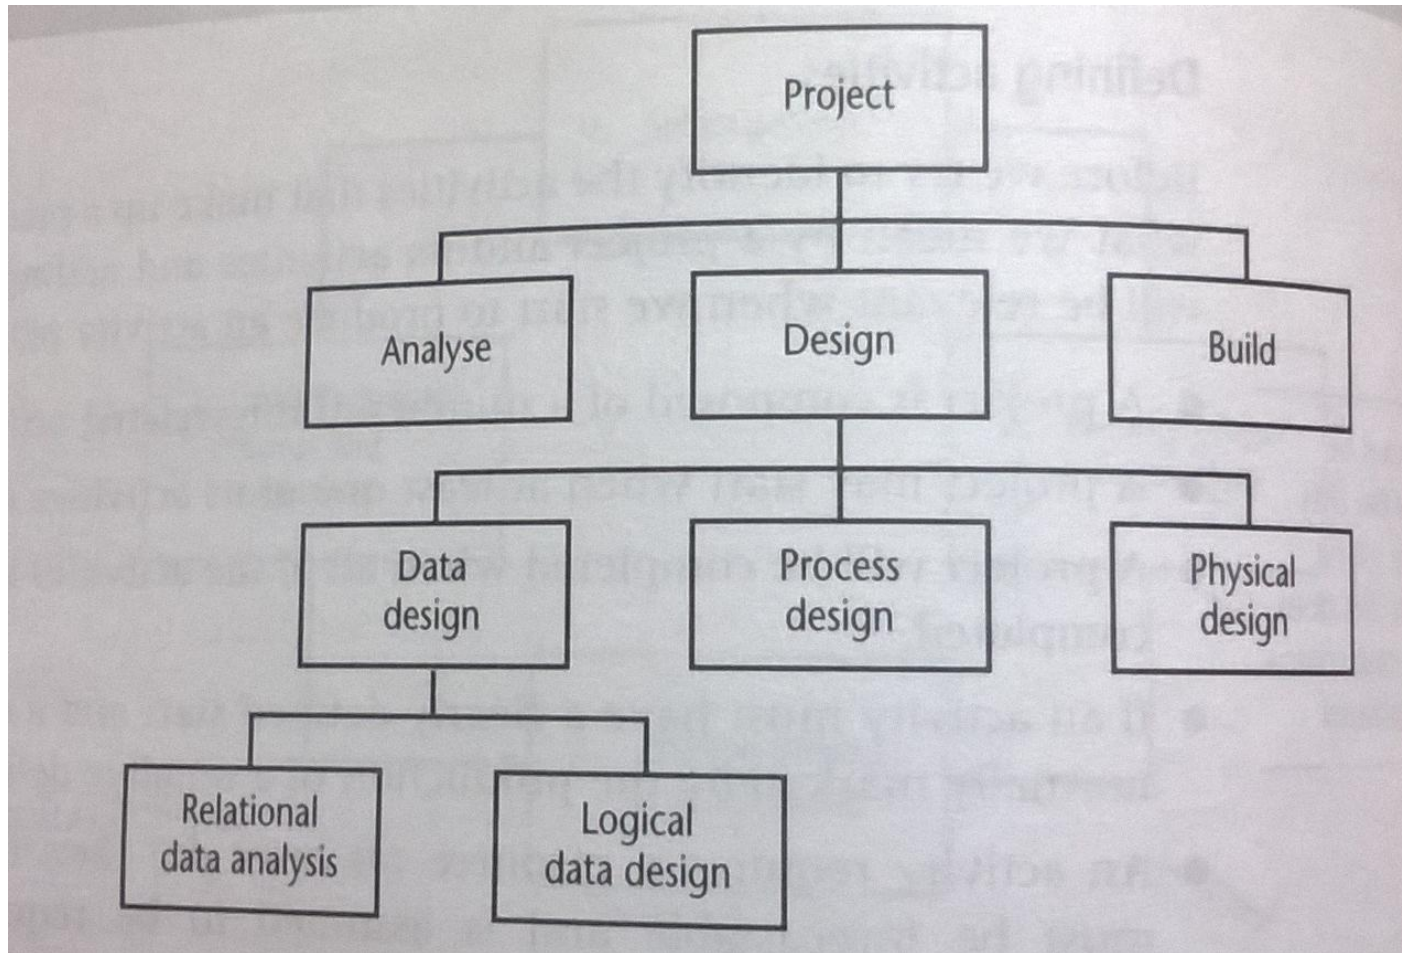 Project
Analyse
Design
Build
Data
design
Process
design
Physical
design
Relational
data analysis
Logical
data design